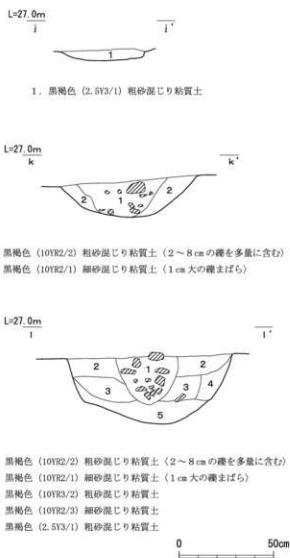 L=27.0m
j j'
1
1. 黒褐色 (2.5Y3/1) 粗砂混じり粘質土
L=27.0m
k k'
2 1 2
黒褐色 (10YR2/2) 粗砂混じり粘質土 (2～8cmの礫を多量に含む)
黒褐色 (10YR2/1) 細砂混じり粘質土 (1cm大の礫まばら)
L=27.0m
l l'
2 1 2
3 3 4
5
黒褐色 (10YR2/2) 粗砂混じり粘質土 (2～8cmの礫を多量に含む)
黒褐色 (10YR2/1) 細砂混じり粘質土 (1cm大の礫まばら)
黒褐色 (10YR3/2) 粗砂混じり粘質土
黒褐色 (10YR2/3) 細砂混じり粘質土
黒褐色 (2.5Y3/1) 粗砂混じり粘質土
0 50cm